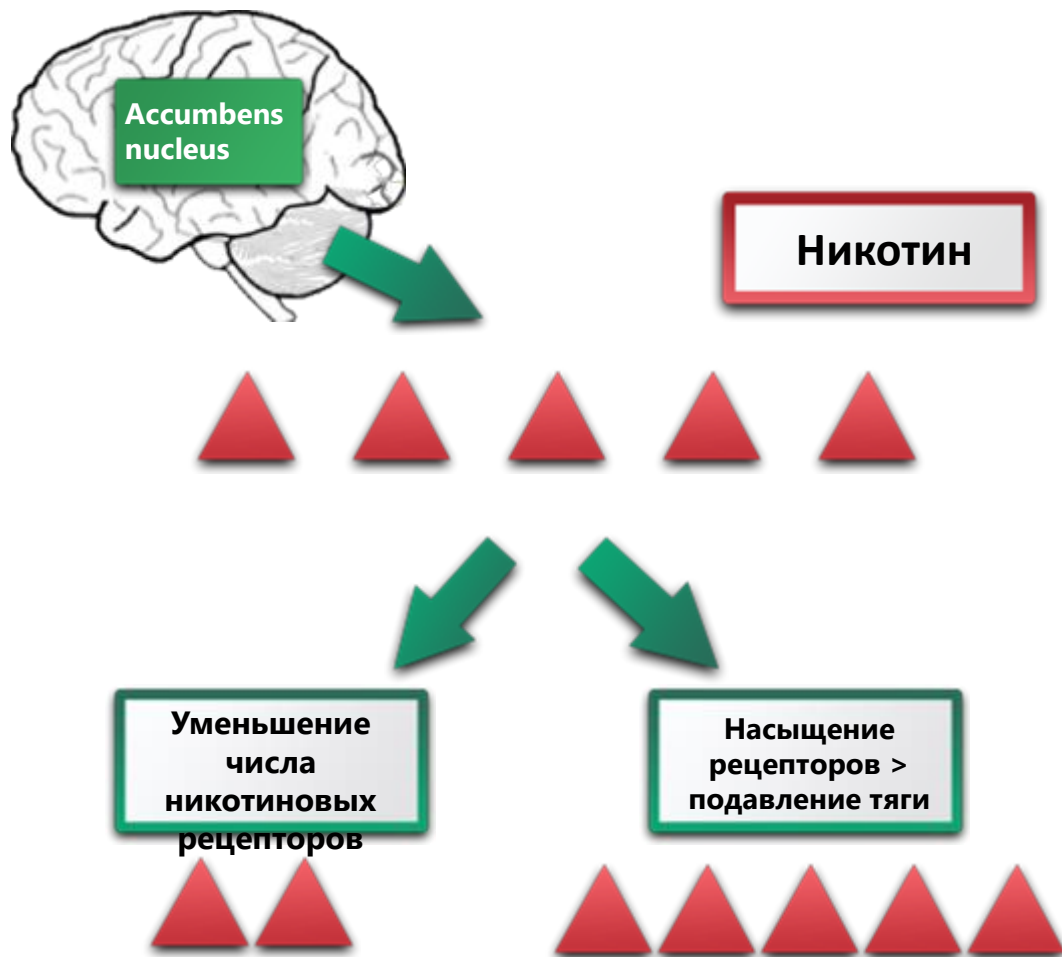 Accumbens
nucleus
Никотин
Уменьшение
числа
никотиновых
рецепторов
Насыщение
рецепторов >
подавление тяги